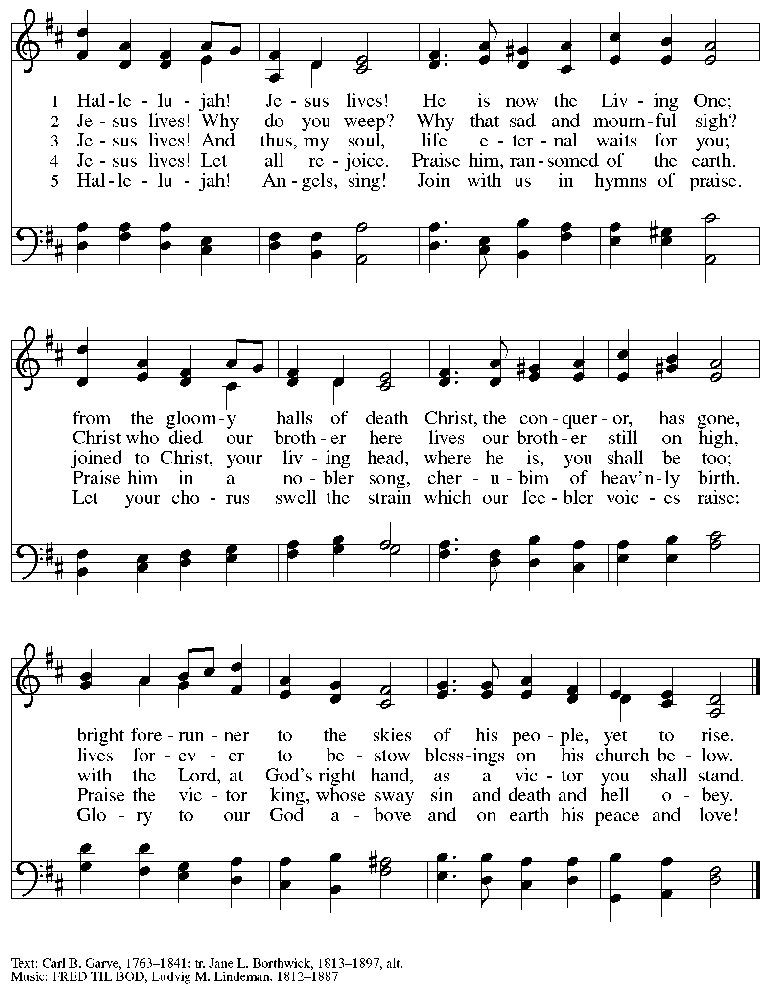 1 Hal - le - lu - jah! Je - sus lives! He is now the Liv - ing One;
2 Je - sus lives! Why do you weep? Why that sad and mourn - ful sigh?
3 Je - sus lives! And thus, my soul, life e - ter - nal waits for you;
4 Je - sus lives! Let all re - joice. Praise him, ran - somed of the earth.
5 Hal - le - lu - jah! An - gels, sing! Join with us in hymns of praise.
from the gloom - y halls of death Christ, the con - quer - or, has gone,
Christ who died our broth - er here lives our broth - er still on high,
joined to Christ, your liv - ing head, where he is, you shall be too;
Praise him in a no - bler song, cher - u - bim of heav'n - ly birth.
Let your cho - rus swell the strain which our fee - bler voic - es raise:
bright fore - run - ner to the skies of his peo - ple, yet to rise.
lives for - ev - er to be - stow bless - ings on his church be - low.
with the Lord, at God's right hand, as a vic - tor you shall stand.
Praise the vic - tor king, whose sway sin and death and hell o - bey.
Glo - ry to our God a - bove and on earth his peace and love!
Text: Carl B. Garve, 1763–1841; tr. Jane L. Borthwick, 1813–1897, alt.
Music: FRED TIL BOD, Ludvig M. Lindeman, 1812–1887